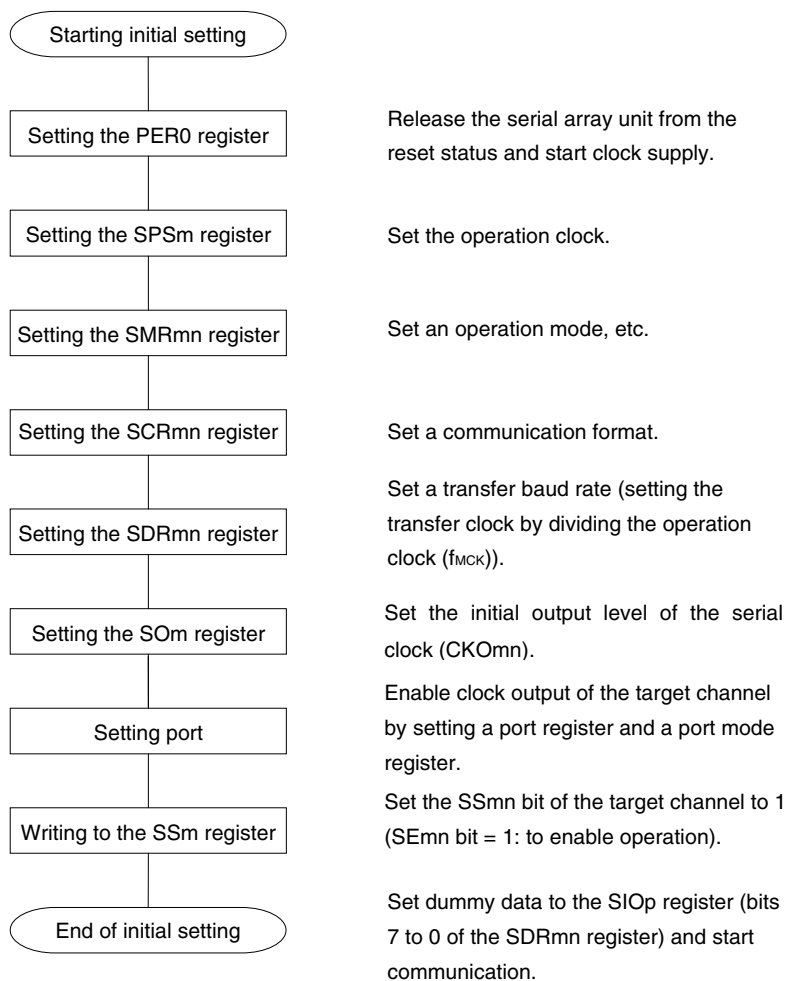 Starting initial setting
Setting the PER0 register
Release the serial array unit from the
reset status and start clock supply.
Setting the SPSm register
Set the operation clock.
Setting the SMRmn register
Set an operation mode, etc.
Setting the SCRmn register
Set a communication format.
Setting the SDRmn register
Set a transfer baud rate (setting the
transfer clock by dividing the operation
clock (fMCK)).
Setting the SOm register
Set the initial output level of the serial
clock (CKOmn).
Setting port
Enable clock output of the target channel
by setting a port register and a port mode
register.
Writing to the SSm register
Set the SSmn bit of the target channel to 1
(SEmn bit = 1: to enable operation).
End of initial setting
Set dummy data to the SIOp register (bits
7 to 0 of the SDRmn register) and start
communication.